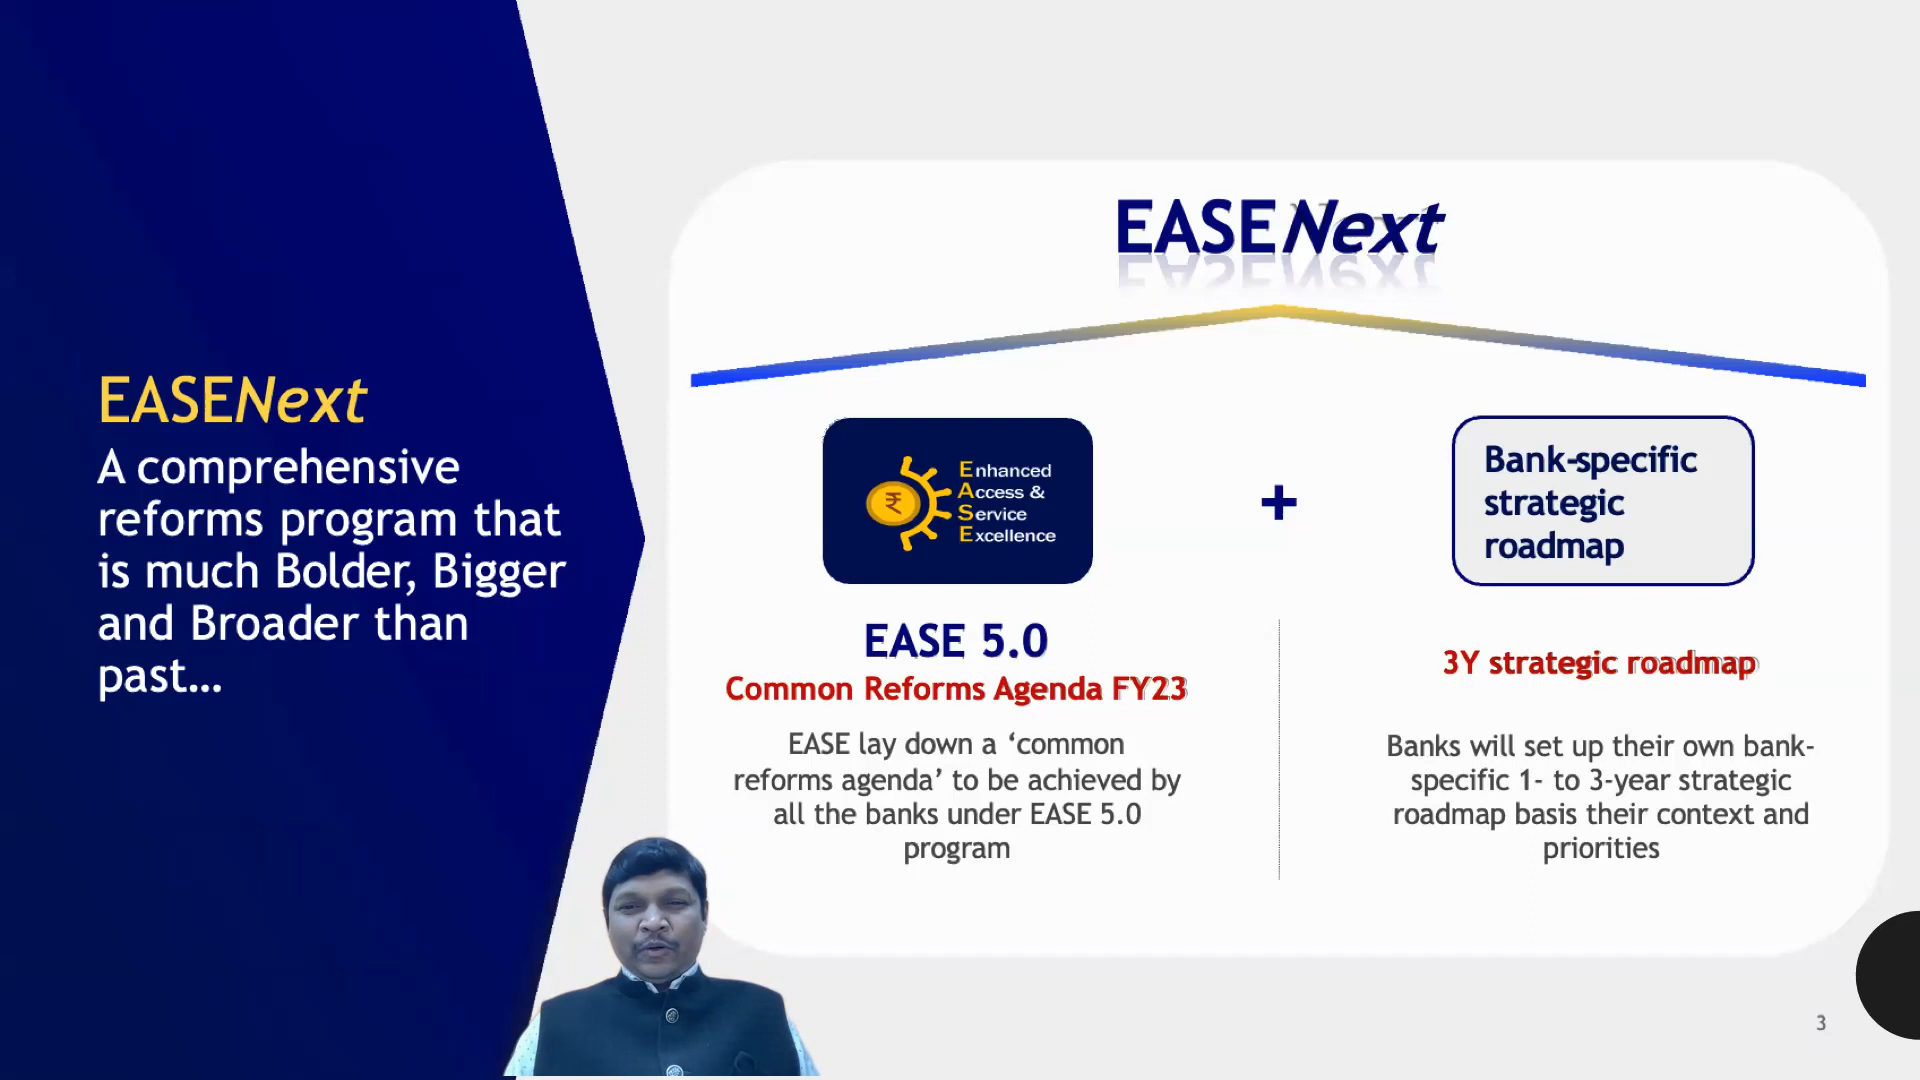 EASENext
A comprehensive
reforms program that
is much Bolder, Bigger
and Broader than
past...
EASENext
₹
Enhanced
Access &
Service
Excellence
+
Bank-specific
strategic
roadmap
EASE 5.0
Common Reforms Agenda FY23
EASE lay down a ‘common
reforms agenda’ to be achieved by
all the banks under EASE 5.0
program
3Y strategic roadmap
Banks will set up their own bank-
specific 1- to 3-year strategic
roadmap basis their context and
priorities
3